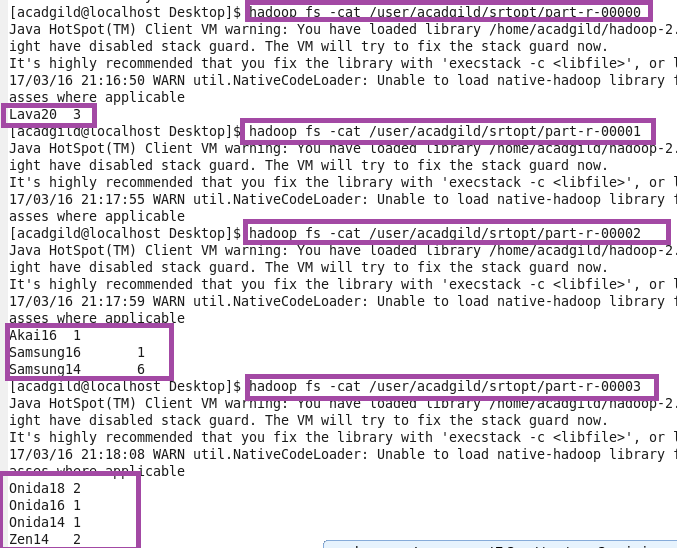 [acadgild@localhost Desktop]$ hadoop fs -cat /user/acadgild/srtopt/part-r-00000
Java HotSpot(TM) Client VM warning: You have loaded library /home/acadgild/hadoop-2.
ight have disabled stack guard. The VM will try to fix the stack guard now.
It's highly recommended that you fix the library with 'execstack -c <libfile>', or l
17/03/16 21:16:50 WARN util.NativeCodeLoader: Unable to load native-hadoop library f
asses where applicable
Lava20 3
[acadgild@localhost Desktop]$ hadoop fs -cat /user/acadgild/srtopt/part-r-00001
Java HotSpot(TM) Client VM warning: You have loaded library /home/acadgild/hadoop-2.
ight have disabled stack guard. The VM will try to fix the stack guard now.
It's highly recommended that you fix the library with 'execstack -c <libfile>', or l
17/03/16 21:17:55 WARN util.NativeCodeLoader: Unable to load native-hadoop library f
asses where applicable
[acadgild@localhost Desktop]$ hadoop fs -cat /user/acadgild/srtopt/part-r-00002
Java HotSpot(TM) Client VM warning: You have loaded library /home/acadgild/hadoop-2.
ight have disabled stack guard. The VM will try to fix the stack guard now.
It's highly recommended that you fix the library with 'execstack -c <libfile>', or l
17/03/16 21:17:59 WARN util.NativeCodeLoader: Unable to load native-hadoop library f
asses where applicable
Akai16 1
Samsung16 1
Samsung14 6
[acadgild@localhost Desktop]$ hadoop fs -cat /user/acadgild/srtopt/part-r-00003
Java HotSpot(TM) Client VM warning: You have loaded library /home/acadgild/hadoop-2.
ight have disabled stack guard. The VM will try to fix the stack guard now.
It's highly recommended that you fix the library with 'execstack -c <libfile>', or l
17/03/16 21:18:08 WARN util.NativeCodeLoader: Unable to load native-hadoop library f
asses where applicable
Onida18 2
Onida16 1
Onida14 1
Zen14 2